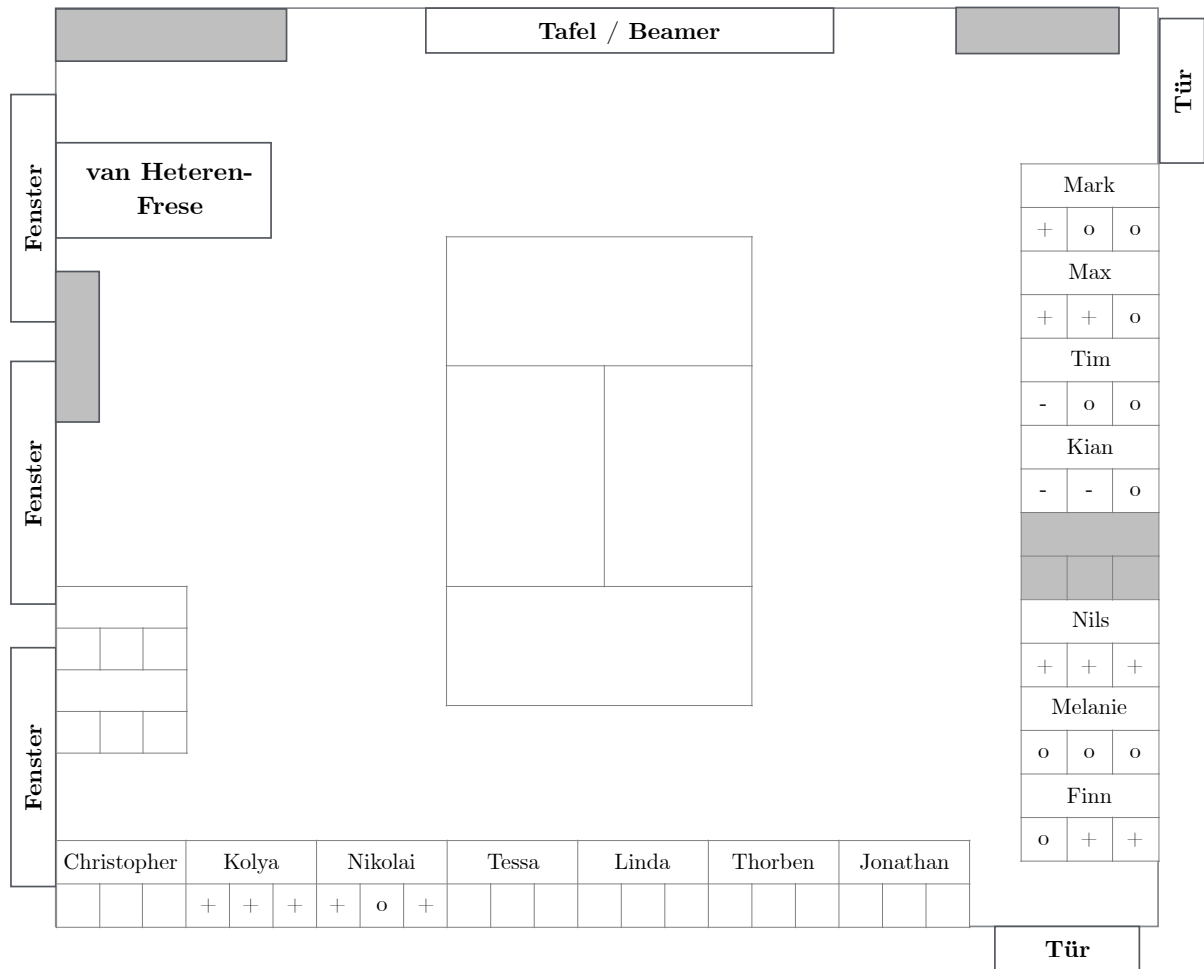 Tafel / Beamer
Tür
Fenster
van Heteren-
Frese
Mark
+ o o
Max
+ + o
Tim
- o o
Fenster
Kian
- - o
Nils
+ + +
Melanie
o o o
Fenster
Finn
o + +
Christopher Kolya Nikolai Tessa Linda Thorben Jonathan
+ + + + o +
Tür